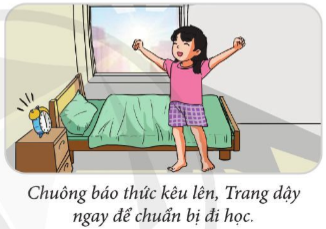 Chuông báo thức kêu lên, Trang dậy
ngay để chuẩn bị đi học.